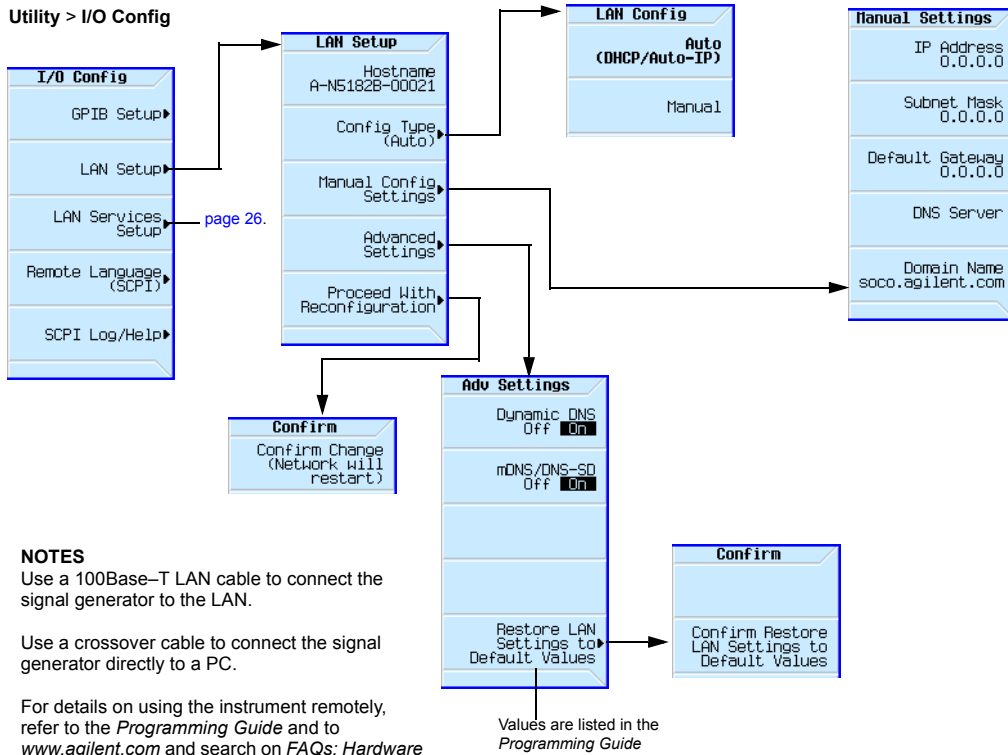 Utility > I/O Config
I/O Config
GPIB Setup
LAN Setup
LAN Services
Setup
page 26.
Remote Language
(SCPI)
SCPI Log/Help
LAN Setup
Hostname
A-N5182B-00021
Config Type
(Auto)
Manual Config
Settings
Advanced
Settings
Proceed With
Reconfiguration
LAN Config
Auto
(DHCP/Auto-IP)
Manual
Manual Settings
IP Address
0.0.0.0
Subnet Mask
0.0.0.0
Default Gateway
0.0.0.0
DNS Server
Domain Name
soco.agilent.com
Confirm
Confirm Change
(Network will
restart)
Adv Settings
Dynamic DNS
Off On
mDNS/DNS-SD
Off On
Restore LAN
Settings to
Default Values
Confirm
Confirm Restore
LAN Settings to
Default Values
Values are listed in the
Programming Guide
NOTES
Use a 100Base–T LAN cable to connect the
signal generator to the LAN.
Use a crossover cable to connect the signal
generator directly to a PC.
For details on using the instrument remotely,
refer to the Programming Guide and to
www.agilent.com and search on FAQs: Hardware